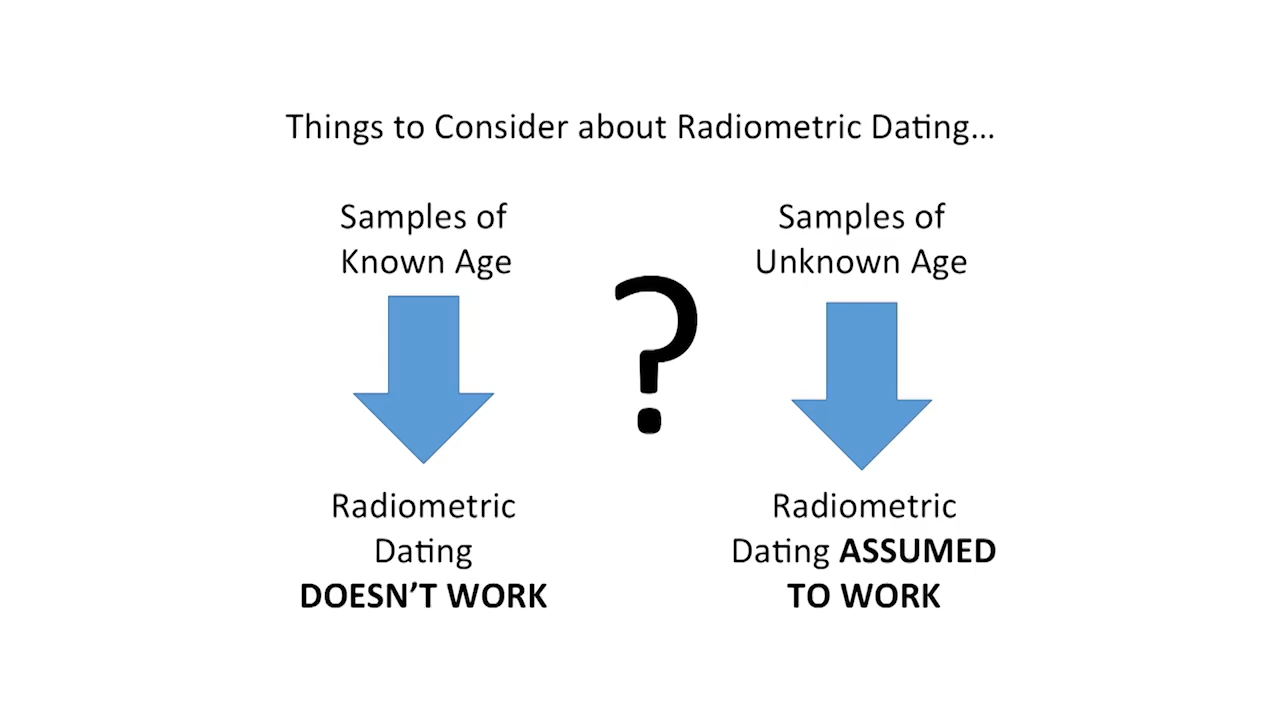 Things to Consider about Radiometric Dating...
Samples of
Known Age
?
Samples of
Unknown Age
Radiometric
Dating
DOESN’T WORK
Radiometric
Dating ASSUMED
TO WORK